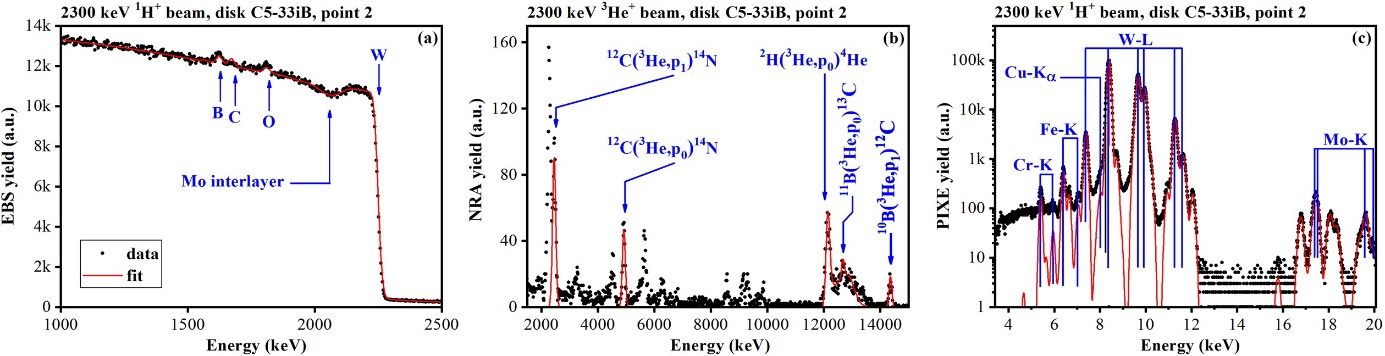 2300 keV ¹H⁺ beam, disk C5-33iB, point 2
(a)
EBS yield (a.u.)
14k
12k
10k
8k
6k
4k
2k
0
W
B
C
O
Mo interlayer
data
fit
1000
1500
2000
2500
Energy (keV)
2300 keV ³He⁺ beam, disk C5-33iB, point 2
(b)
NRA yield (a.u.)
160
120
80
40
0
¹²C(³He,p₁)¹⁴N
¹²C(³He,p₀)¹⁴N
²H(³He,p₀)⁴He
¹¹B(³He,p₀)¹³C
¹⁰B(³He,p₁)¹²C
2000
4000
6000
8000
10000
12000
14000
Energy (keV)
2300 keV ¹H⁺ beam, disk C5-33iB, point 2
(c)
PIXE yield (a.u.)
100k
10k
1k
100
10
1
W-L
Cu-Kα
Fe-K
Cr-K
Mo-K
4
6
8
10
12
14
16
18
20
Energy (keV)